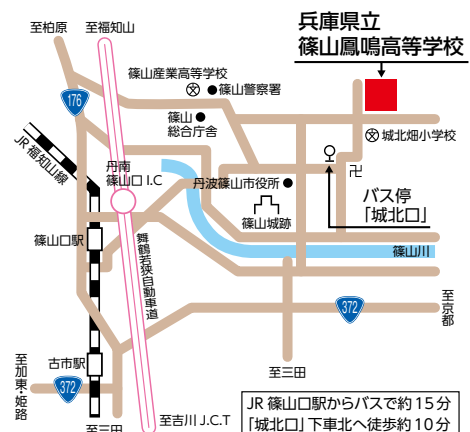 兵庫県立
篠山鳳鳴高等学校
至柏原
至福知山
176
篠山産業高等学校
篠山警察署
篠山
総合庁舎
城北畑小学校
JR福知山線
丹南
篠山口I.C
丹波篠山市役所
篠山城跡
バス停
「城北口」
篠山口駅
舞鶴若狭自動車道
篠山川
372
至京都
古市駅
至加東・姫路
372
至三田
至三田
至吉川J.C.T
JR篠山口駅からバスで約15分
「城北口」下車北へ徒歩約10分